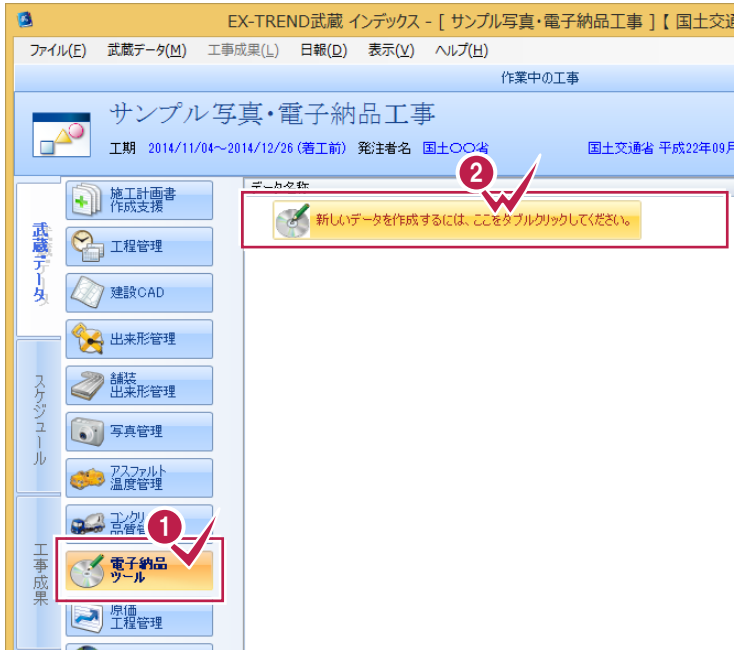 EX-TREND武蔵 インデックス - [ サンプル写真・電子納品工事 ]【 国土交通
ファイル(F) 武蔵データ(M) 工事成果(L) 日報(D) 表示(V) ヘルプ(H)
作業中の工事
サンプル写真・電子納品工事
工期 2014/11/04～2014/12/26 (着工前) 発注者名 国土○○省 国土交通省 平成22年09月
データ名称
2
新しいデータを作成するには、ここをダブルクリックしてください。
武蔵データ
スケジュール
工事成果
施工計画書
作成支援
工程管理
建設CAD
出来形管理
舗装
出来形管理
写真管理
アスファルト
温度管理
コンクリ
品質管
1
電子納品
ツール
原価
工程管理